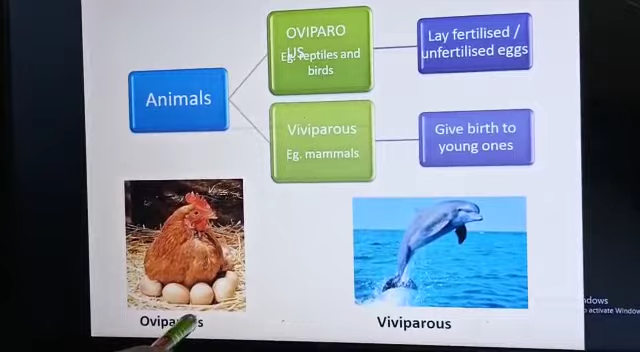 Animals
OVIPARO
US
Eg. reptiles and
birds
Lay fertilised /
unfertilised eggs
Viviparous
Eg. mammals
Give birth to
young ones
Viviparous